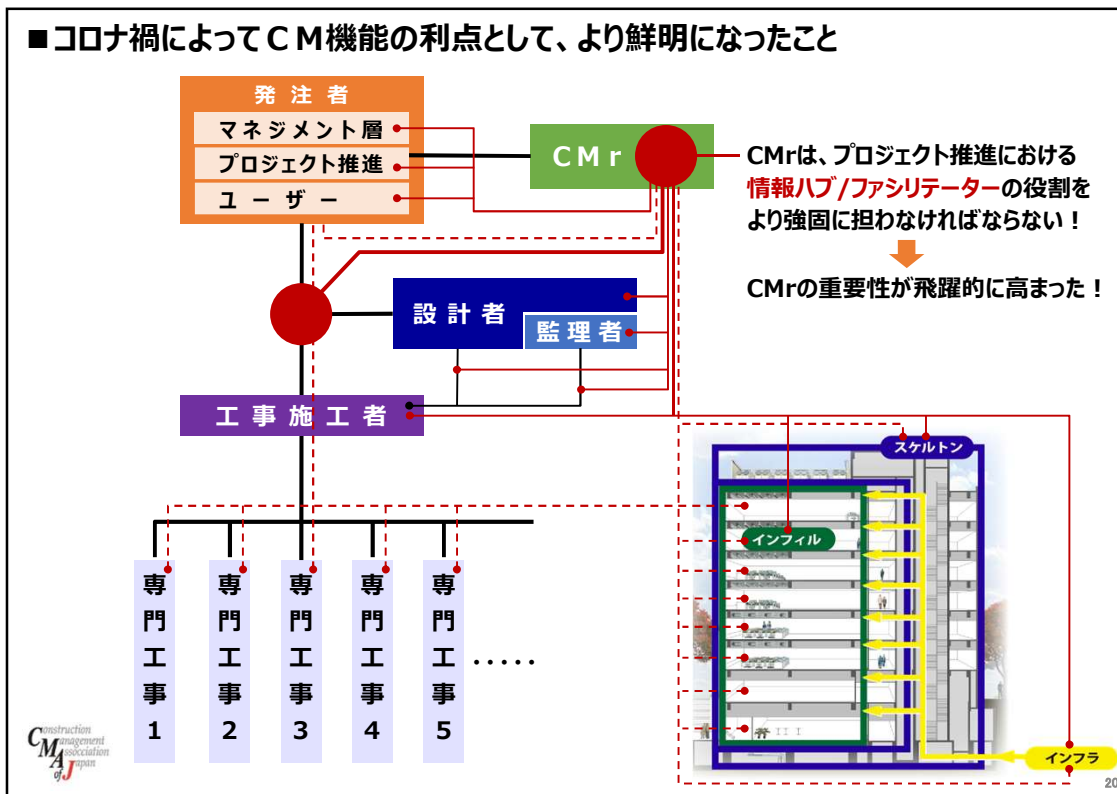 ■コロナ禍によってＣＭ機能の利点として、より鮮明になったこと
発注者
マネジメント層
プロジェクト推進
ユーザー
CMr
CMrは、プロジェクト推進における
情報ハブ/ファシリテーターの役割を
より強固に担わなければならない！
CMrの重要性が飛躍的に高まった！
設計者
監理者
工事施工者
スケルトン
インフィル
専門工事1
専門工事2
専門工事3
専門工事4
専門工事5
・・・・・
インフラ
Construction
Management
Association
of Japan
20